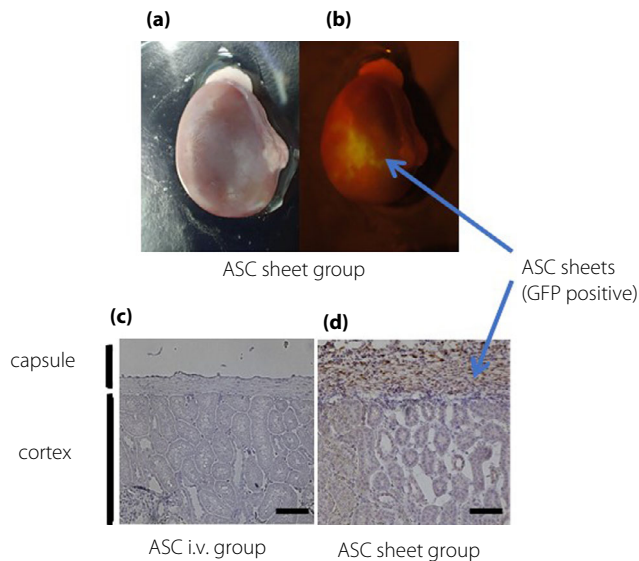 (a)
(b)
ASC sheet group
ASC sheets
(GFP positive)
(c)
(d)
capsule
cortex
ASC i.v. group
ASC sheet group